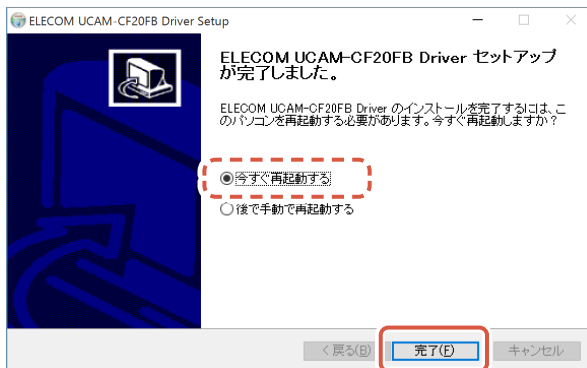 ELECOM UCAM-CF20FB Driver Setup
ELECOM UCAM-CF20FB Driver セットアップ
が完了しました。
ELECOM UCAM-CF20FB Driver のインストールを完了するには、こ
のパソコンを再起動する必要があります。今すぐ再起動しますか？
今すぐ再起動する
後で手動で再起動する
< 戻る(B)
完了(F)
キャンセル